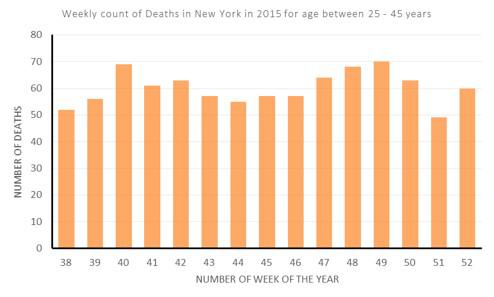 Weekly count of Deaths in New York in 2015 for age between 25 - 45 years
80
70
60
50
40
30
20
10
0
NUMBER OF DEATHS
38 39 40 41 42 43 44 45 46 47 48 49 50 51 52
NUMBER OF WEEK OF THE YEAR